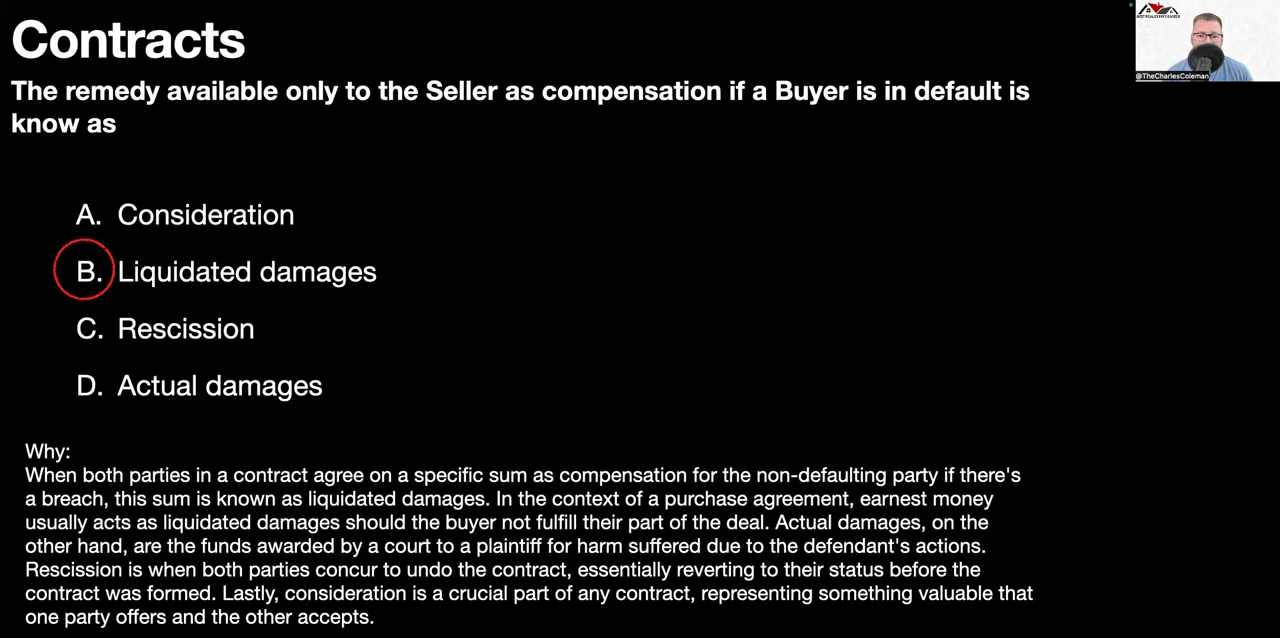 Contracts
The remedy available only to the Seller as compensation if a Buyer is in default is
know as
A. Consideration
B. Liquidated damages
C. Rescission
D. Actual damages
Why:
When both parties in a contract agree on a specific sum as compensation for the non-defaulting party if there's
a breach, this sum is known as liquidated damages. In the context of a purchase agreement, earnest money
usually acts as liquidated damages should the buyer not fulfill their part of the deal. Actual damages, on the
other hand, are the funds awarded by a court to a plaintiff for harm suffered due to the defendant's actions.
Rescission is when both parties concur to undo the contract, essentially reverting to their status before the
contract was formed. Lastly, consideration is a crucial part of any contract, representing something valuable that
one party offers and the other accepts.
@TheCharlesColeman